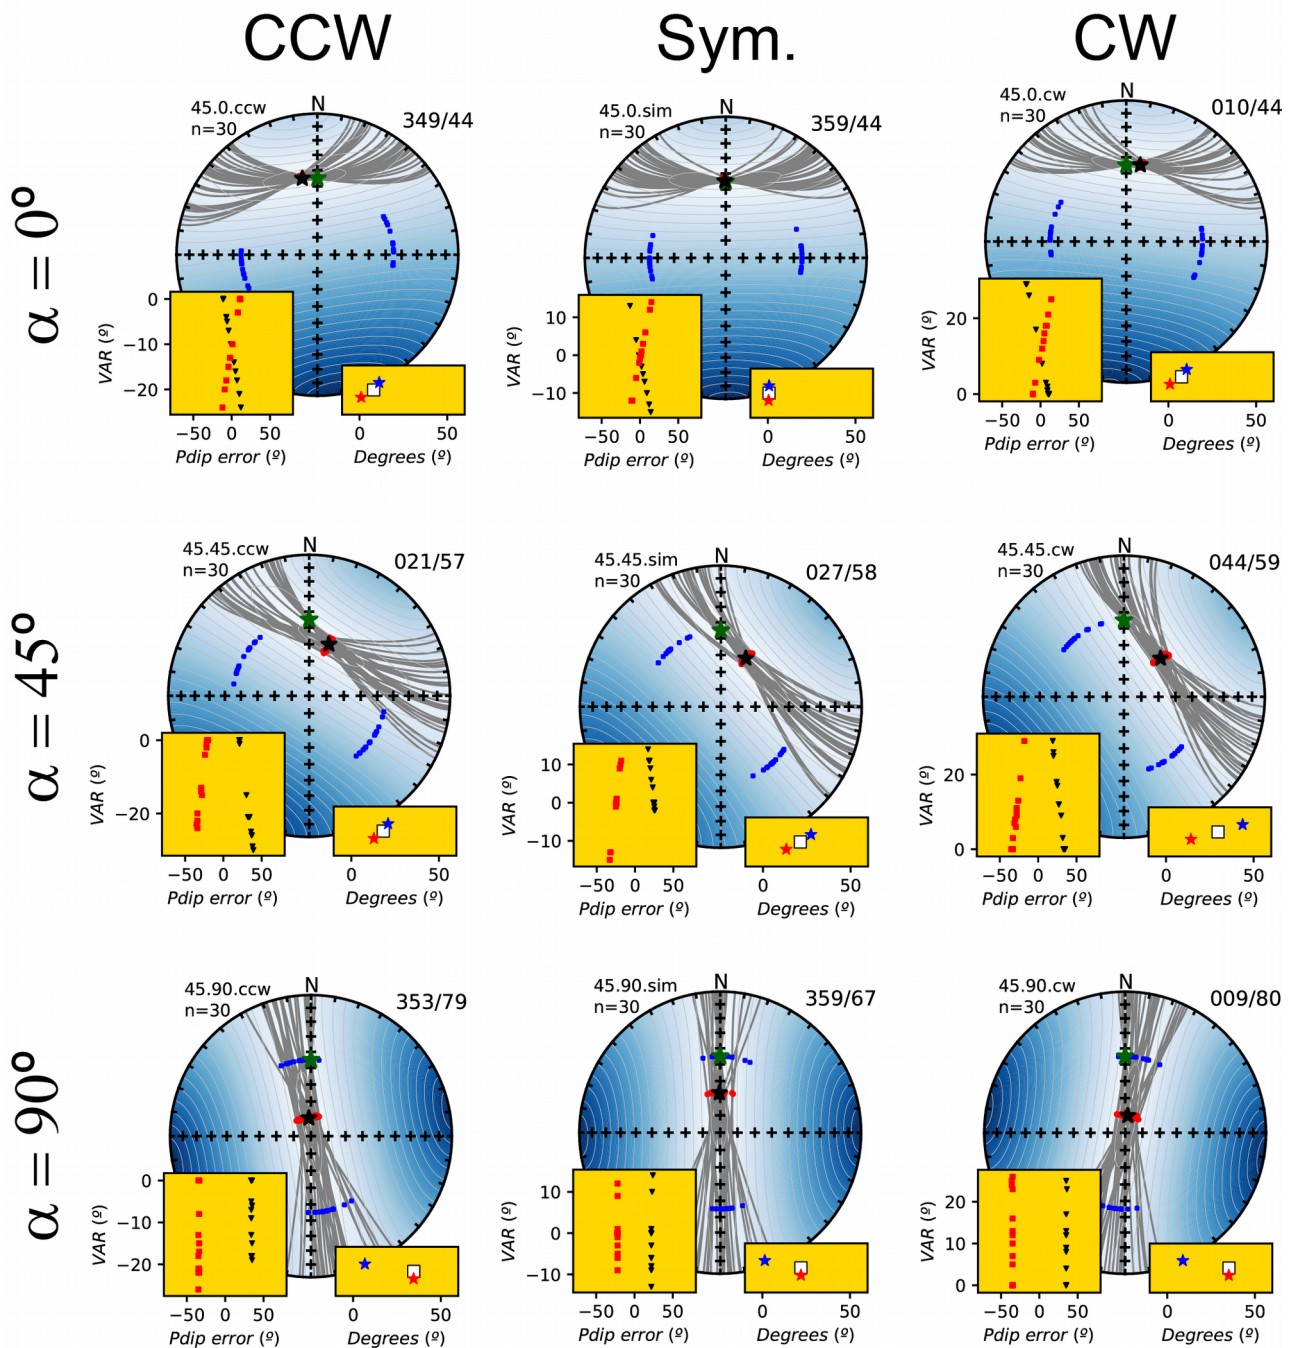 CCW Sym. CW
α = 0º
45.0.ccw
n=30
N
349/44
VAR (º)
0
−10
−20
−50 0 50
Pdip error (º)
0 50
Degrees (º)
45.0.sim
n=30
N
359/44
VAR (º)
10
0
−10
−50 0 50
Pdip error (º)
0 50
Degrees (º)
45.0.cw
n=30
N
010/44
VAR (º)
20
0
−50 0 50
Pdip error (º)
0 50
Degrees (º)
α = 45º
45.45.ccw
n=30
N
021/57
VAR (º)
0
−20
−50 0 50
Pdip error (º)
0 50
Degrees (º)
45.45.sim
n=30
N
027/58
VAR (º)
10
0
−10
−50 0 50
Pdip error (º)
0 50
Degrees (º)
45.45.cw
n=30
N
044/59
VAR (º)
20
0
−50 0 50
Pdip error (º)
0 50
Degrees (º)
α = 90º
45.90.ccw
n=30
N
353/79
VAR (º)
0
−10
−20
−50 0 50
Pdip error (º)
0 50
Degrees (º)
45.90.sim
n=30
N
359/67
VAR (º)
10
0
−10
−50 0 50
Pdip error (º)
0 50
Degrees (º)
45.90.cw
n=30
N
009/80
VAR (º)
20
10
0
−50 0 50
Pdip error (º)
0 50
Degrees (º)